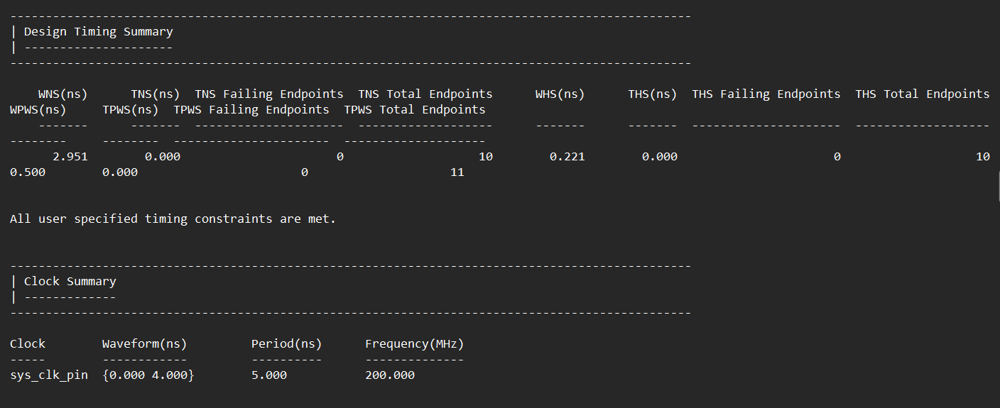 ------------------------------------------------------------------------------------------------
| Design Timing Summary
| ---------------------
------------------------------------------------------------------------------------------------
    WNS(ns)      TNS(ns)  TNS Failing Endpoints  TNS Total Endpoints      WHS(ns)      THS(ns)  THS Failing Endpoints  THS Total Endpoints
WPWS(ns)     TPWS(ns)  TPWS Failing Endpoints  TPWS Total Endpoints
    -------      -------  ---------------------  -------------------      -------      -------  ---------------------  -------------------
--------     --------  ----------------------  --------------------
      2.951        0.000                      0                   10        0.221        0.000                      0                   10
0.500        0.000                       0                    11
All user specified timing constraints are met.
------------------------------------------------------------------------------------------------
| Clock Summary
| -------------
------------------------------------------------------------------------------------------------
Clock        Waveform(ns)         Period(ns)      Frequency(MHz)
-----        ------------         ----------      --------------
sys_clk_pin  {0.000 4.000}        5.000           200.000